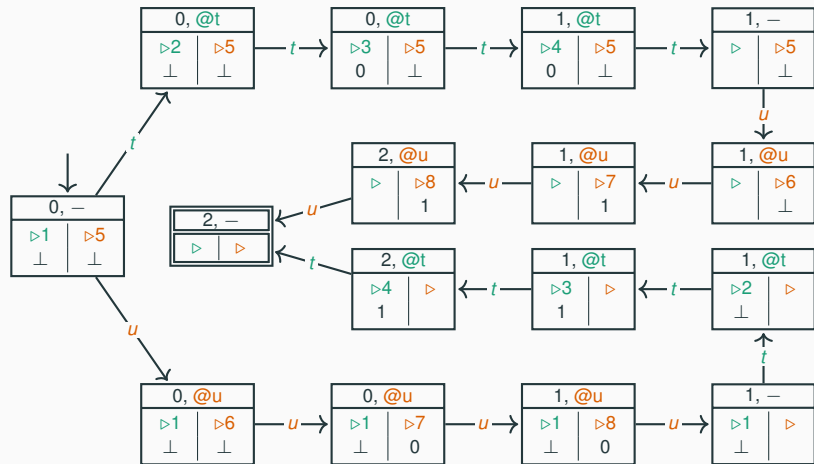 0, @t
▷2 ▷5
⊥ ⊥
t
0, @t
▷3 ▷5
0 ⊥
t
1, @t
▷4 ▷5
0 ⊥
t
1, –
▷ ▷5
⊥
t
u
0, –
▷1 ▷5
⊥ ⊥
2, –
▷ ▷
u
2, @u
▷ ▷8
1
u
1, @u
▷ ▷7
1
u
1, @u
▷ ▷6
⊥
t
2, @t
▷4 ▷
1
t
1, @t
▷3 ▷
1
t
1, @t
▷2 ▷
⊥
u
t
0, @u
▷1 ▷6
⊥ ⊥
u
0, @u
▷1 ▷7
⊥ 0
u
1, @u
▷1 ▷8
⊥ 0
u
1, –
▷1 ▷
⊥